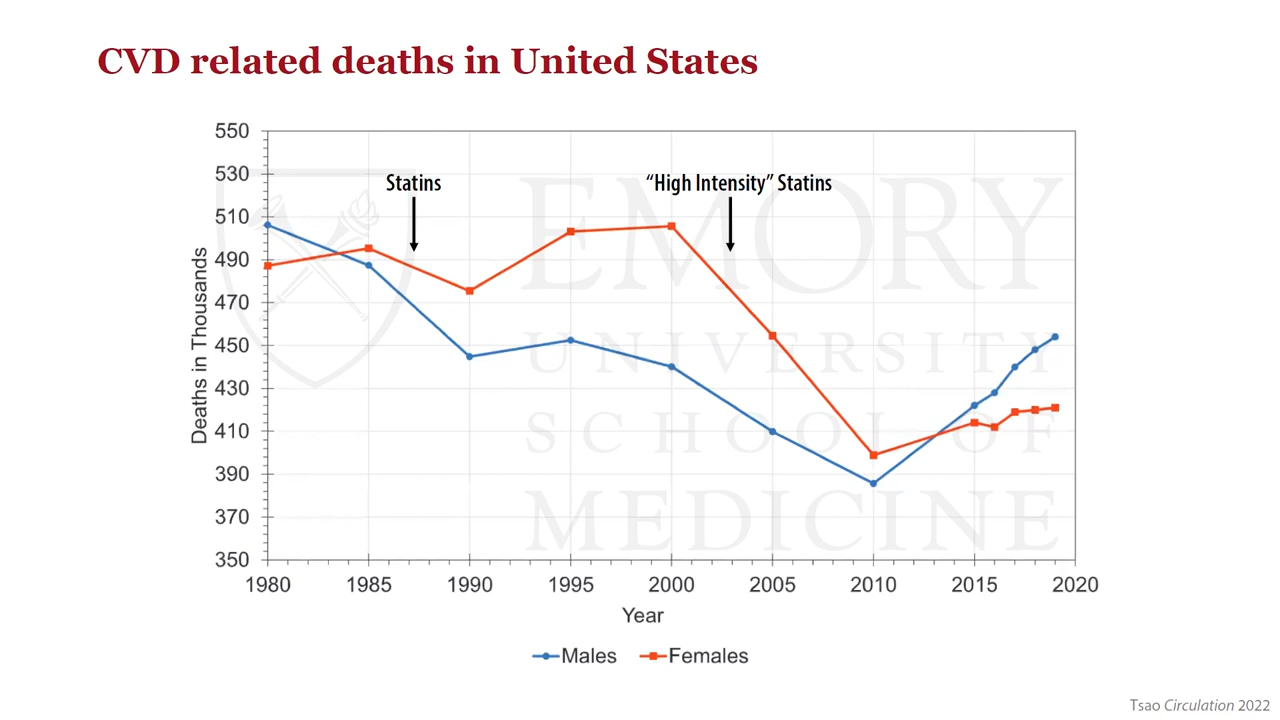 CVD related deaths in United States
550
530
510
490
470
450
430
410
390
370
350
Deaths in Thousands
Statins
“High Intensity” Statins
EMORY
UNIVERSITY
SCHOOL OF
MEDICINE
1980 1985 1990 1995 2000 2005 2010 2015 2020
Year
Males Females
Tsao Circulation 2022